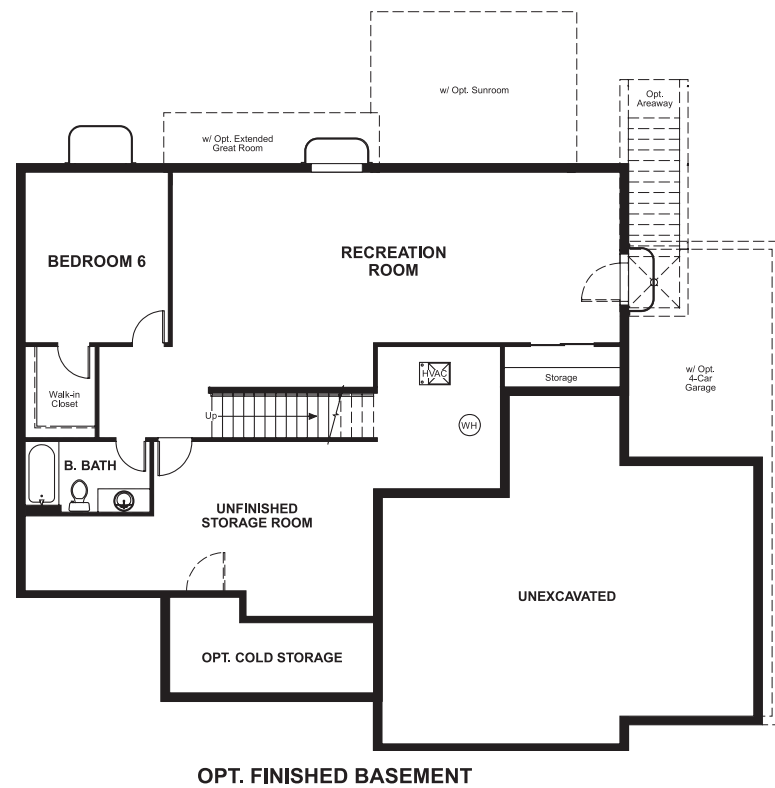 w/ Opt. Sunroom
Opt.
Areaway
w/ Opt. Extended
Great Room
BEDROOM 6
RECREATION
ROOM
w/ Opt.
4-Car
Garage
HVAC
Storage
Walk-in
Closet
Up
WH
B. BATH
UNFINISHED
STORAGE ROOM
UNEXCAVATED
OPT. COLD STORAGE
OPT. FINISHED BASEMENT